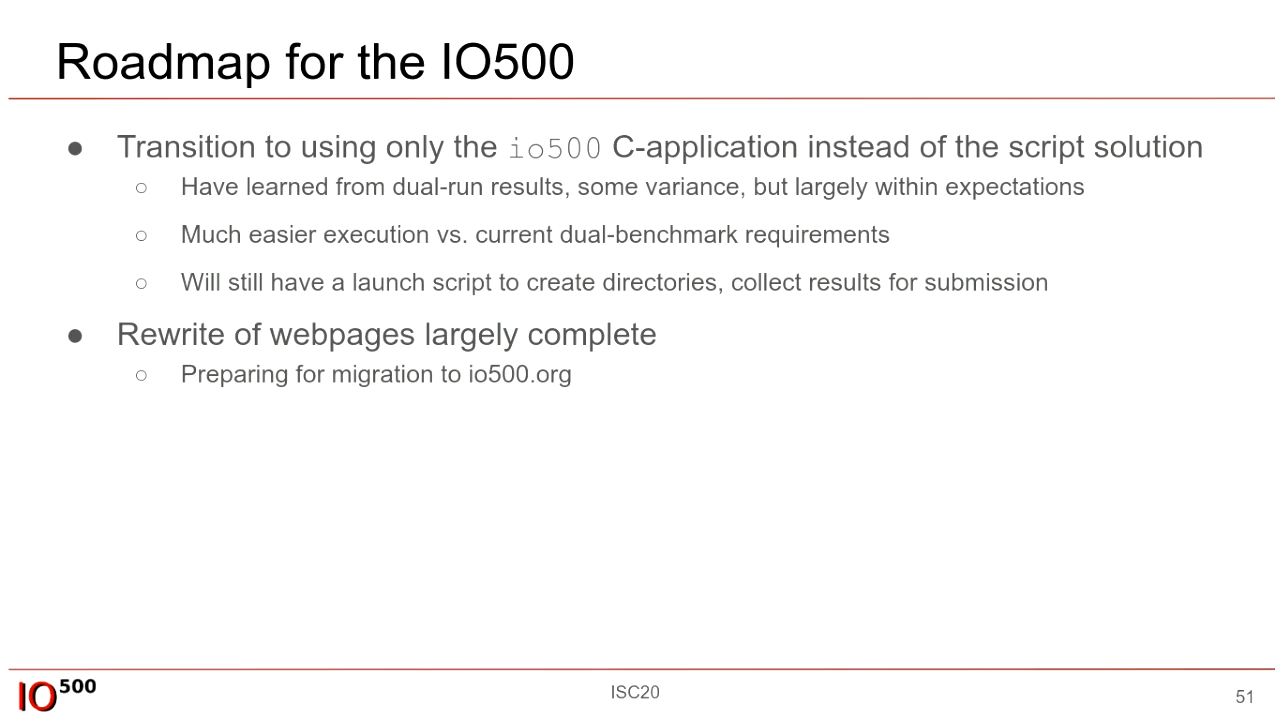 Roadmap for the IO500
● Transition to using only the io500 C-application instead of the script solution
○ Have learned from dual-run results, some variance, but largely within expectations
○ Much easier execution vs. current dual-benchmark requirements
○ Will still have a launch script to create directories, collect results for submission
● Rewrite of webpages largely complete
○ Preparing for migration to io500.org
IO500
ISC20
51